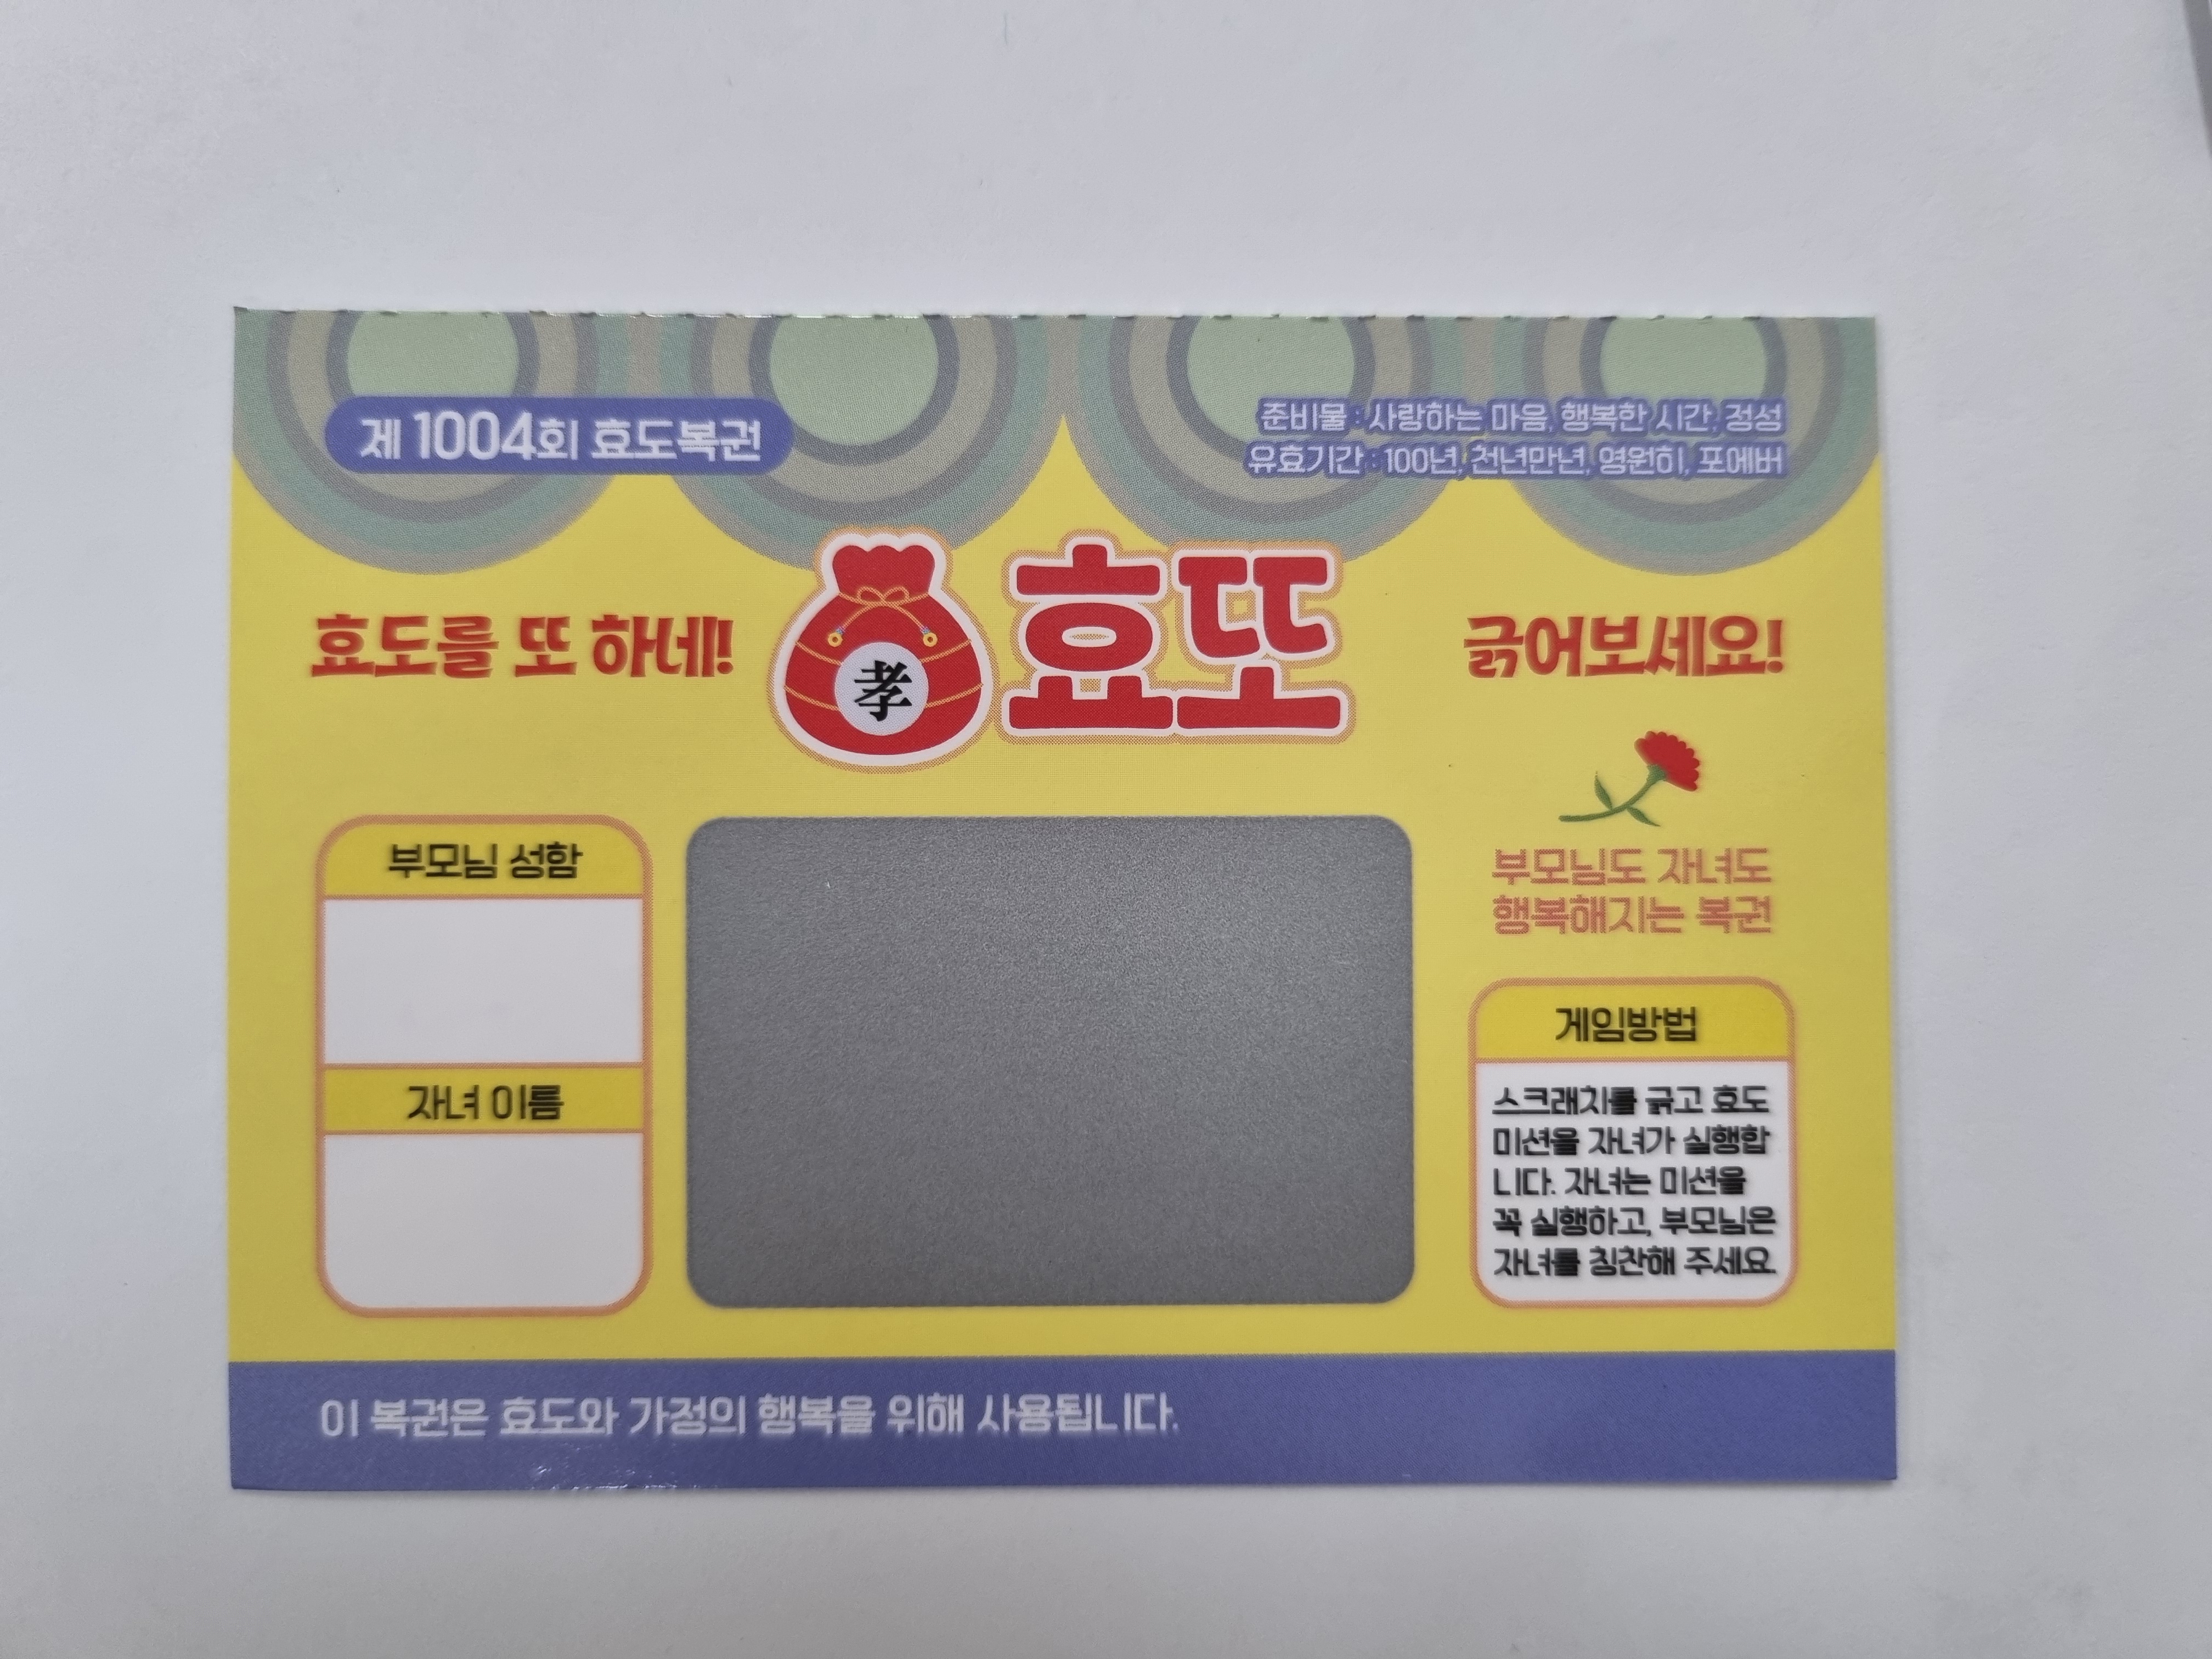 제 1004회 효도복권
준비물 : 사랑하는 마음, 행복한 시간, 정성
유효기간 : 100년, 천년만년, 영원히, 포에버
효도를 또 하네!!
孝
효또
긁어보세요!
부모님 성함
자녀 이름
부모님도 자녀도
행복해지는 복권
게임방법
스크래치를 긁고 효도
미션을 자녀가 실행합
니다. 자녀는 미션을
꼭 실행하고, 부모님은
자녀를 칭찬해 주세요
이 복권은 효도와 가정의 행복을 위해 사용됩니다.